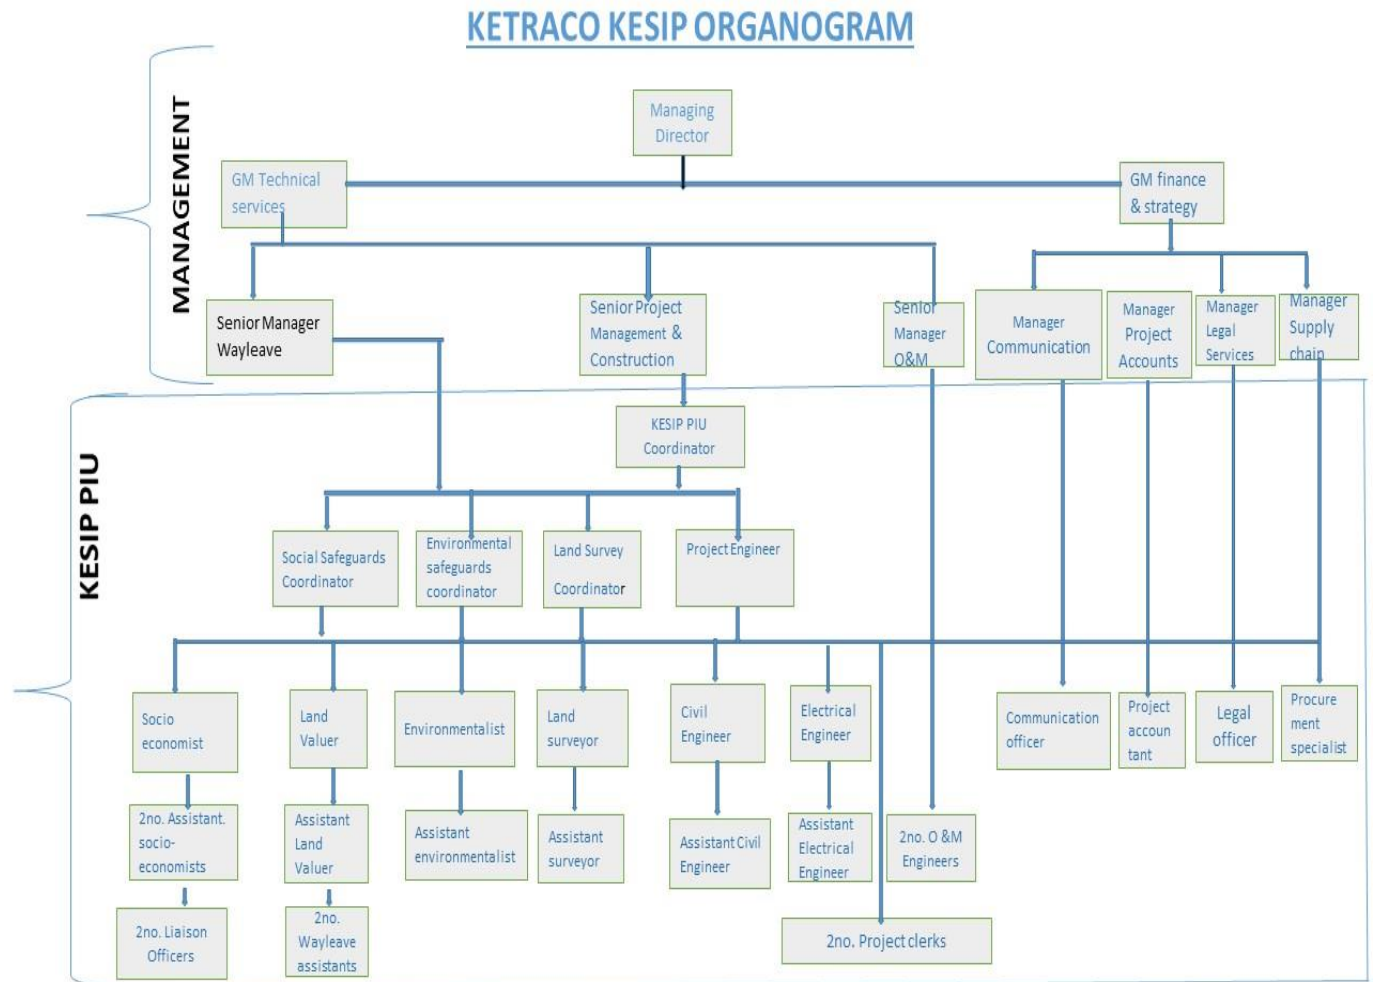 KETRACO KESIP ORGANOGRAM
MANAGEMENT
Managing
Director
GM Technical
services
GM finance
& strategy
Senior Manager
Wayleave
Senior Project
Management &
Construction
Senior
Manager
O&M
Manager
Communication
Manager
Project
Accounts
Manager
Legal
Services
Manager
Supply
chain
KESIP PIU
KESIP PIU
Coordinator
Social Safeguards
Coordinator
Environmental
safeguards
coordinator
Land Survey
Coordinator
Project Engineer
Socio
economist
Land
Valuer
Environmentalist
Land
surveyor
Civil
Engineer
Electrical
Engineer
Communication
officer
Project
accoun
tant
Legal
officer
Procure
ment
specialist
2no. Assistant.
socio-
economists
Assistant
Land
Valuer
Assistant
environmentalist
Assistant
surveyor
Assistant Civil
Engineer
Assistant
Electrical
Engineer
2no. O &M
Engineers
2no. Liaison
Officers
2no.
Wayleave
assistants
2no. Project clerks